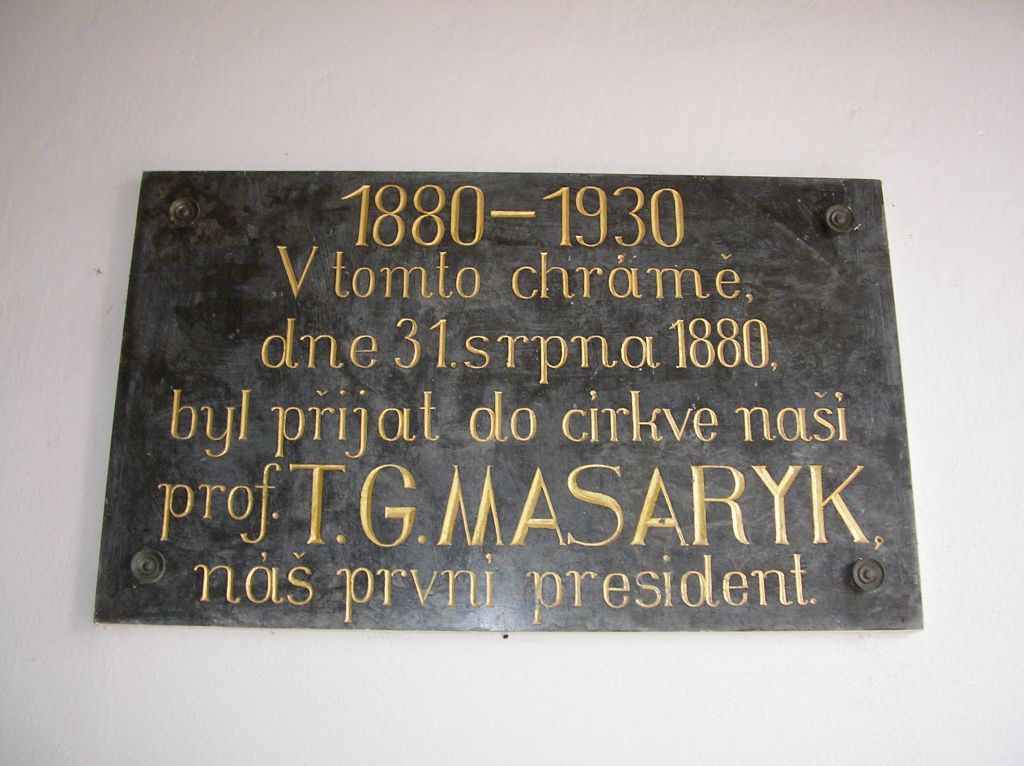 1880–1930
V tomto chrámě,
dne 31. srpna 1880,
byl přijat do církve naší
prof. T. G. MASARYK,
náš první president.